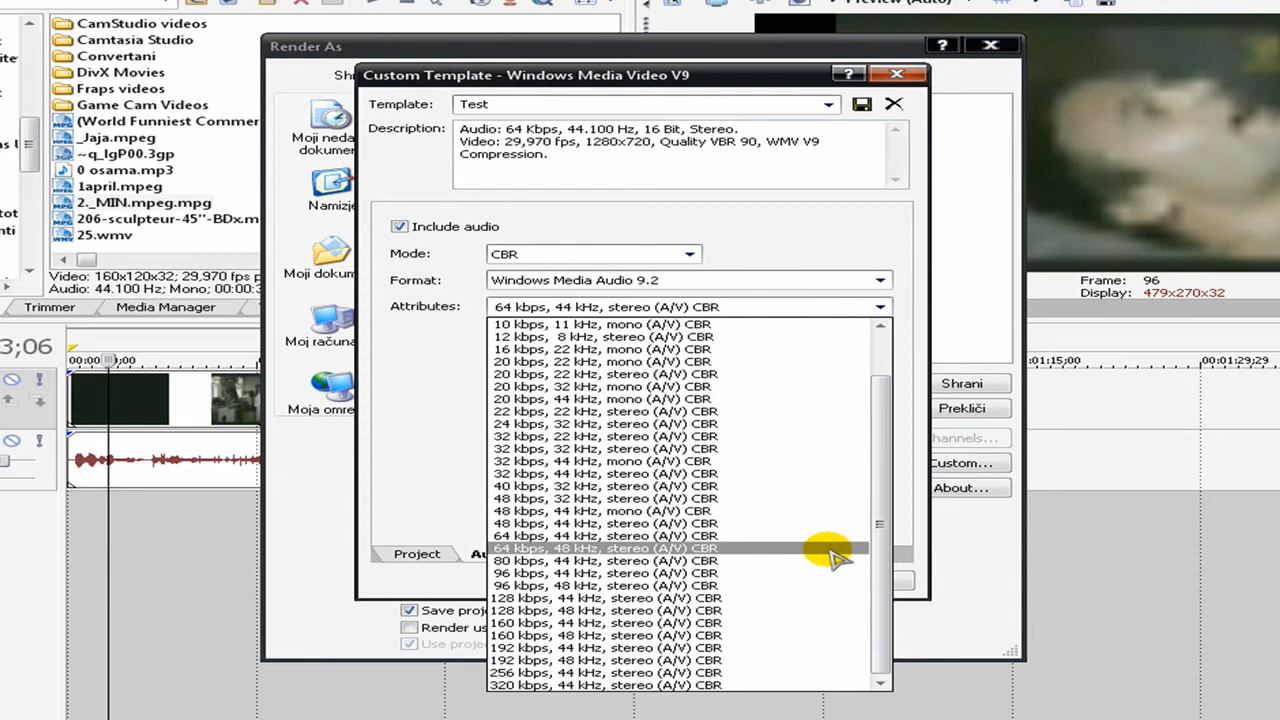 Preview (Auto)
CamStudio videos
Camtasia Studio
Convertani
DivX Movies
Fraps videos
Game Cam Videos
(World Funniest Commer
_Jaja.mpeg
~q_IgP00.3gp
0 osama.mp3
1april.mpeg
2._MIN.mpeg.mpg
206-sculpteur-45''-BDx.m
25.wmv
Video: 160x120x32; 29,970 fps
Audio: 44.100 Hz; Mono; 00:00:3
Trimmer
Media Manager
3;06
00:00
;00
Render As
?
Shra
Moji neda
dokumen
Namizje
Moji dokum
Moja račun
Moja omre
Custom Template - Windows Media Video V9
?
Template:
Test
Description:
Audio: 64 Kbps, 44.100 Hz, 16 Bit, Stereo.
Video: 29,970 fps, 1280x720, Quality VBR 90, WMV V9
Compression.
Include audio
Mode:
CBR
Format:
Windows Media Audio 9.2
Attributes:
64 kbps, 44 kHz, stereo (A/V) CBR
10 kbps, 11 kHz, mono (A/V) CBR
12 kbps, 8 kHz, stereo (A/V) CBR
16 kbps, 22 kHz, mono (A/V) CBR
20 kbps, 22 kHz, mono (A/V) CBR
20 kbps, 22 kHz, stereo (A/V) CBR
20 kbps, 32 kHz, mono (A/V) CBR
20 kbps, 44 kHz, mono (A/V) CBR
22 kbps, 22 kHz, stereo (A/V) CBR
24 kbps, 32 kHz, stereo (A/V) CBR
32 kbps, 22 kHz, stereo (A/V) CBR
32 kbps, 32 kHz, stereo (A/V) CBR
32 kbps, 44 kHz, mono (A/V) CBR
32 kbps, 44 kHz, stereo (A/V) CBR
40 kbps, 32 kHz, stereo (A/V) CBR
48 kbps, 32 kHz, stereo (A/V) CBR
48 kbps, 44 kHz, mono (A/V) CBR
48 kbps, 44 kHz, stereo (A/V) CBR
64 kbps, 44 kHz, stereo (A/V) CBR
64 kbps, 48 kHz, stereo (A/V) CBR
80 kbps, 44 kHz, stereo (A/V) CBR
96 kbps, 44 kHz, stereo (A/V) CBR
96 kbps, 48 kHz, stereo (A/V) CBR
128 kbps, 44 kHz, stereo (A/V) CBR
128 kbps, 48 kHz, stereo (A/V) CBR
160 kbps, 44 kHz, stereo (A/V) CBR
160 kbps, 48 kHz, stereo (A/V) CBR
192 kbps, 44 kHz, stereo (A/V) CBR
192 kbps, 48 kHz, stereo (A/V) CBR
256 kbps, 44 kHz, stereo (A/V) CBR
320 kbps, 44 kHz, stereo (A/V) CBR
Project
Au
Save proje
Render us
Use projec
Shrani
Prekliči
hannels...
Custom...
About...
Frame: 96
Display: 479x270x32
:01:15;00
00:01:29;29